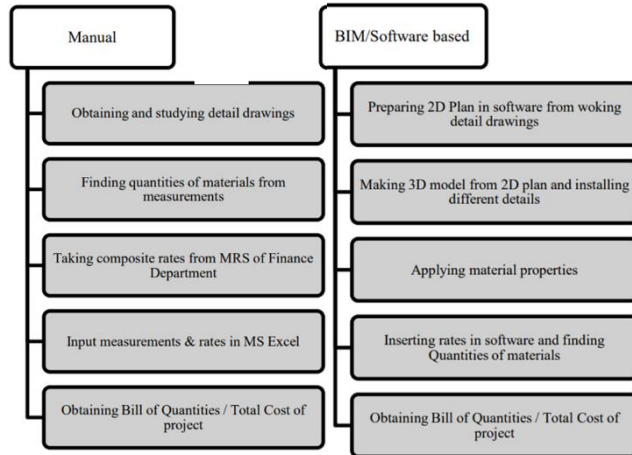 Manual
Obtaining and studying detail drawings
Finding quantities of materials from
measurements
Taking composite rates from MRS of Finance
Department
Input measurements & rates in MS Excel
Obtaining Bill of Quantities / Total Cost of
project
BIM/Software based
Preparing 2D Plan in software from woking
detail drawings
Making 3D model from 2D plan and installing
different details
Applying material properties
Inserting rates in software and finding
Quantities of materials
Obtaining Bill of Quantities / Total Cost of
project